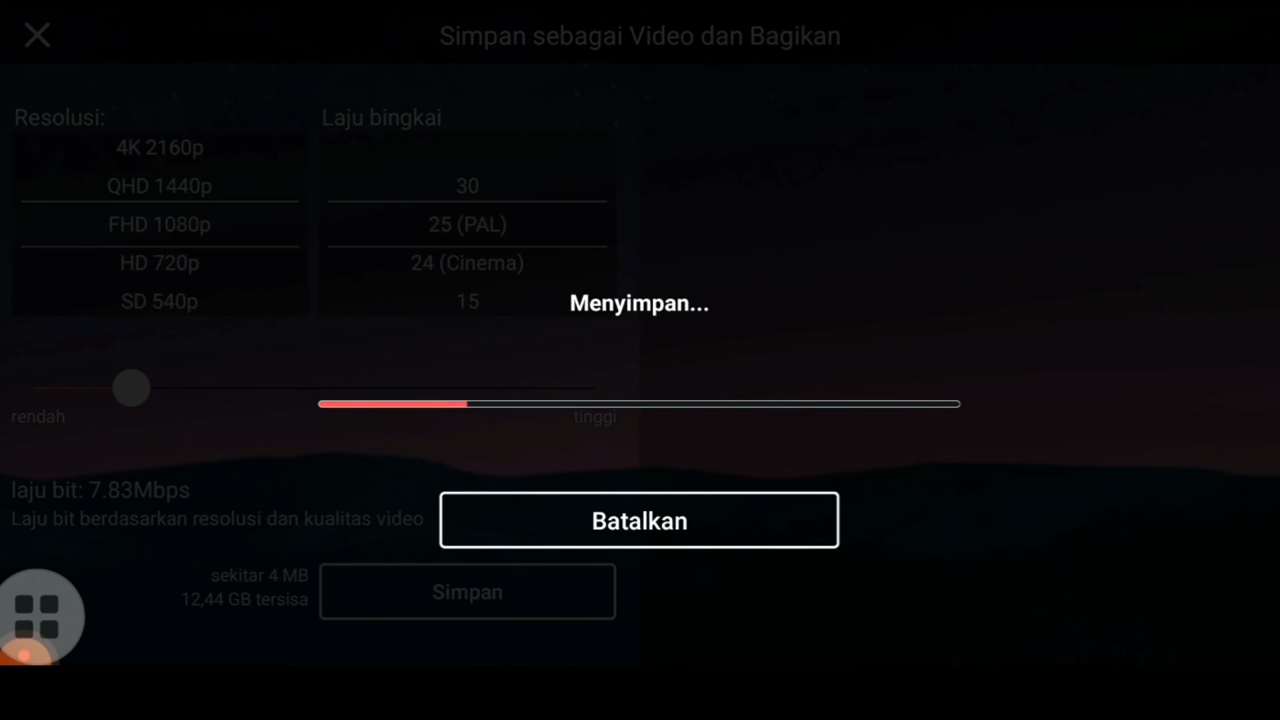 Simpan sebagai Video dan Bagikan
Resolusi:
4K 2160p
QHD 1440p
FHD 1080p
HD 720p
SD 540p
Laju bingkai
30
25 (PAL)
24 (Cinema)
15
Menyimpan...
rendah
tinggi
laju bit: 7.83Mbps
Laju bit berdasarkan resolusi dan kualitas video
Batalkan
sekitar 4 MB
12,44 GB tersisa
Simpan